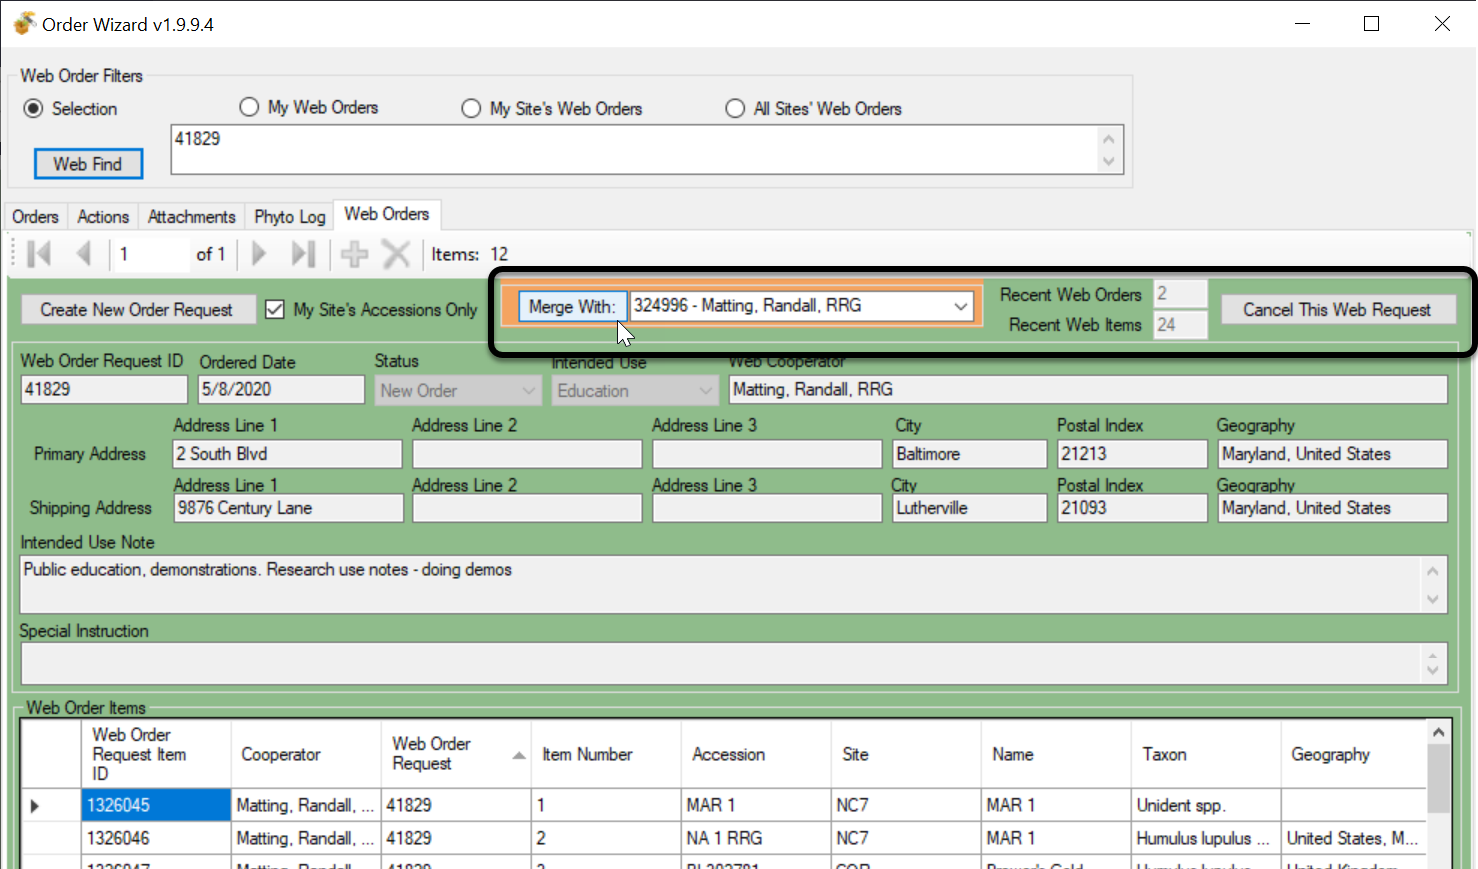 Order Wizard v1.9.9.4
Web Order Filters
Selection My Web Orders My Site's Web Orders All Sites' Web Orders
41829
Web Find
Orders Actions Attachments Phyto Log Web Orders
1 of 1 Items: 12
Create New Order Request My Site's Accessions Only Merge With: 324996 - Matting, Randall, RRG Recent Web Orders 2 Cancel This Web Request
Recent Web Items 24
Web Order Request ID Ordered Date Status Intended Use Web Cooperator
41829 5/8/2020 New Order Education Matting, Randall, RRG
Address Line 1 Address Line 2 Address Line 3 City Postal Index Geography
Primary Address 2 South Blvd Baltimore 21213 Maryland, United States
Address Line 1 Address Line 2 Address Line 3 City Postal Index Geography
Shipping Address 9876 Century Lane Lutherville 21093 Maryland, United States
Intended Use Note
Public education, demonstrations. Research use notes - doing demos
Special Instruction
Web Order Items
Web Order Request Item ID Cooperator Web Order Request Item Number Accession Site Name Taxon Geography
1326045 Matting, Randall, ... 41829 1 MAR 1 NC7 MAR 1 Unident spp.
1326046 Matting, Randall, ... 41829 2 NA 1 RRG NC7 MAR 1 Humulus lupulus ... United States, M...